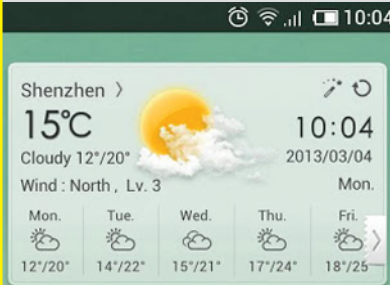 10:04
Shenzhen
15℃
10:04
Cloudy 12°/20°
2013/03/04
Wind : North , Lv. 3
Mon.
Mon. Tue. Wed. Thu. Fri.
12°/20° 14°/22° 15°/21° 17°/24° 18°/25